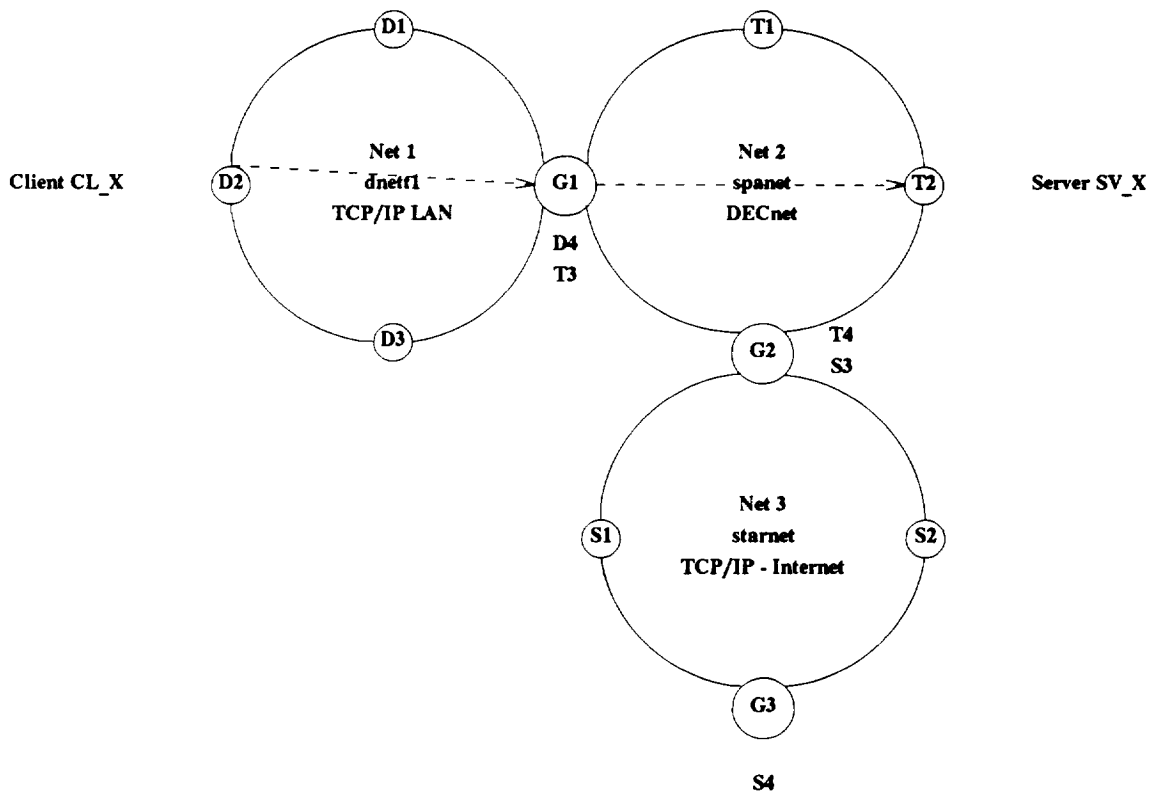 D1
T1
Net 1
dnetf1
TCP/IP LAN
Net 2
spanet
DECnet
Client CL_X
D2
G1
T2
Server SV_X
D4
T3
D3
G2
T4
S3
Net 3
starnet
TCP/IP - Internet
S1
S2
G3
S4